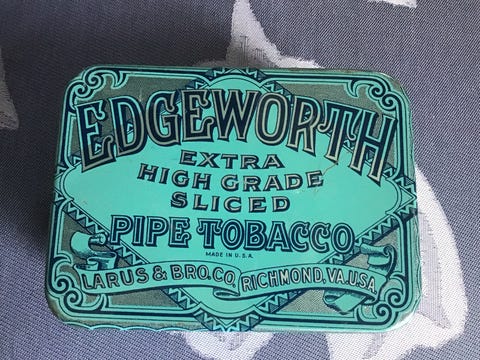 EDGEWORTH
EXTRA
HIGH GRADE
SLICED
PIPE TOBACCO
MADE IN U.S.A.
LARUS & BRO. CO. RICHMOND, VA. U.S.A.